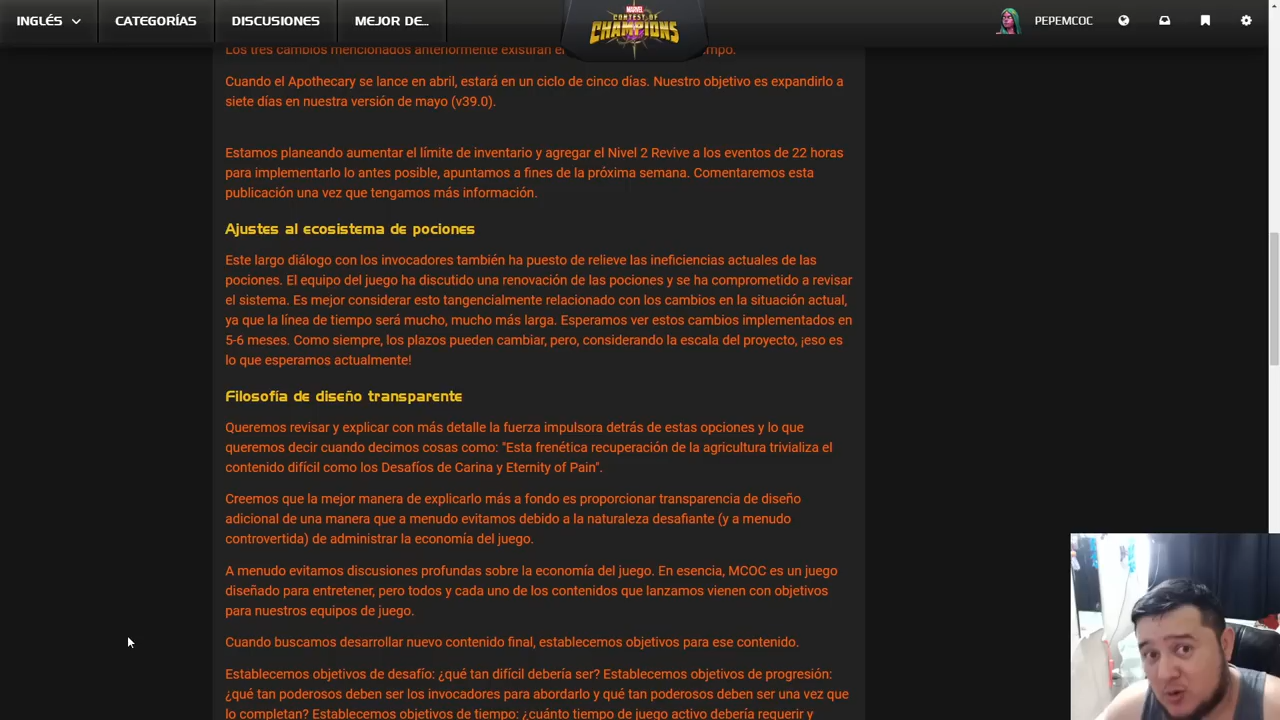 INGLÉS
CATEGORÍAS
DISCUSIONES
MEJOR DE...
MARVEL
CONTEST OF
CHAMPIONS
PEPEMCOC
Los tres cambios mencionados anteriormente existirán
Cuando el Apothecary se lance en abril, estará en un ciclo de cinco días. Nuestro objetivo es expandirlo a
siete días en nuestra versión de mayo (v39.0).
Estamos planeando aumentar el límite de inventario y agregar el Nivel 2 Revive a los eventos de 22 horas
para implementarlo lo antes posible, apuntamos a fines de la próxima semana. Comentaremos esta
publicación una vez que tengamos más información.
Ajustes al ecosistema de pociones
Este largo diálogo con los invocadores también ha puesto de relieve las ineficiencias actuales de las
pociones. El equipo del juego ha discutido una renovación de las pociones y se ha comprometido a revisar
el sistema. Es mejor considerar esto tangencialmente relacionado con los cambios en la situación actual,
ya que la línea de tiempo será mucho, mucho más larga. Esperamos ver estos cambios implementados en
5-6 meses. Como siempre, los plazos pueden cambiar, pero, considerando la escala del proyecto, ¡eso es
lo que esperamos actualmente!
Filosofía de diseño transparente
Queremos revisar y explicar con más detalle la fuerza impulsora detrás de estas opciones y lo que
queremos decir cuando decimos cosas como: "Esta frenética recuperación de la agricultura trivializa el
contenido difícil como los Desafíos de Carina y Eternity of Pain".
Creemos que la mejor manera de explicarlo más a fondo es proporcionar transparencia de diseño
adicional de una manera que a menudo evitamos debido a la naturaleza desafiante (y a menudo
controvertida) de administrar la economía del juego.
A menudo evitamos discusiones profundas sobre la economía del juego. En esencia, MCOC es un juego
diseñado para entretener, pero todos y cada uno de los contenidos que lanzamos vienen con objetivos
para nuestros equipos de juego.
Cuando buscamos desarrollar nuevo contenido final, establecemos objetivos para ese contenido.
Establecemos objetivos de desafío: ¿qué tan difícil debería ser? Establecemos objetivos de progresión:
¿qué tan poderosos deben ser los invocadores para abordarlo y qué tan poderosos deben ser una vez que
lo completan? Establecemos objetivos de tiempo: ¿cuánto tiempo de juego activo debería requerir y